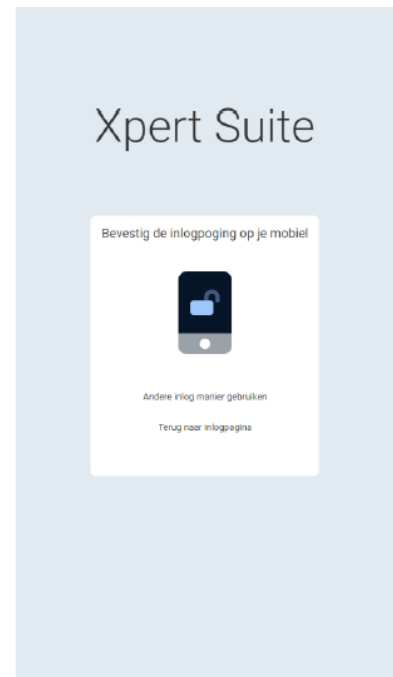 Xpert Suite
Bevestig de inlogpoging op je mobiel
Andere inlog manier gebruiken
Terug naar inlogpagina